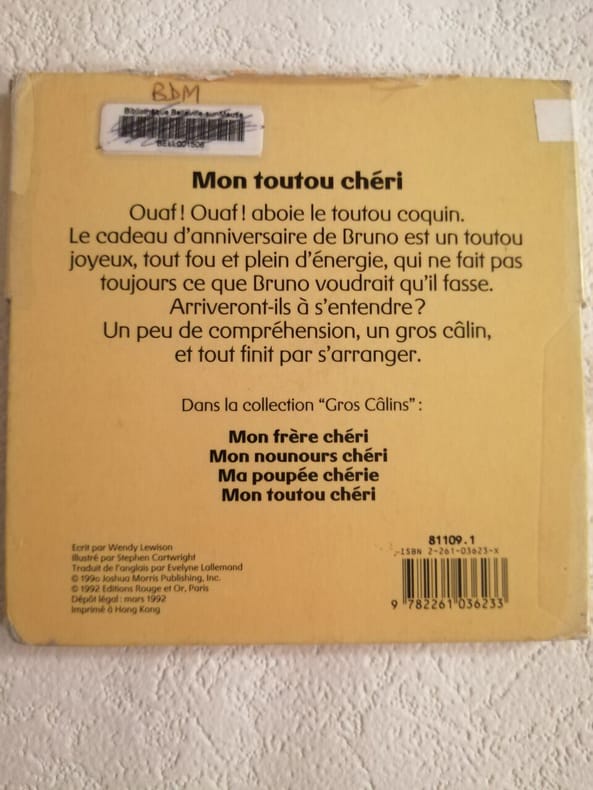 BDM
Bibliothèque Belleville-sur-Meuse
BELL001506
Mon toutou chéri
Ouaf! Ouaf! aboie le toutou coquin.
Le cadeau d'anniversaire de Bruno est un toutou
joyeux, tout fou et plein d'énergie, qui ne fait pas
toujours ce que Bruno voudrait qu'il fasse.
Arriveront-ils à s'entendre?
Un peu de compréhension, un gros câlin,
et tout finit par s'arranger.
Dans la collection "Gros Câlins":
Mon frère chéri
Mon nounours chéri
Ma poupée chérie
Mon toutou chéri
Ecrit par Wendy Lewison
Illustré par Stephen Cartwright
Traduit de l'anglais par Evelyne Lallemand
© 1990 Joshua Morris Publishing, Inc.
© 1992 Editions Rouge et Or, Paris
Dépôt légal: mars 1992
Imprimé à Hong Kong
81109.1
ISBN 2-261-03623-X
9 782261 036233